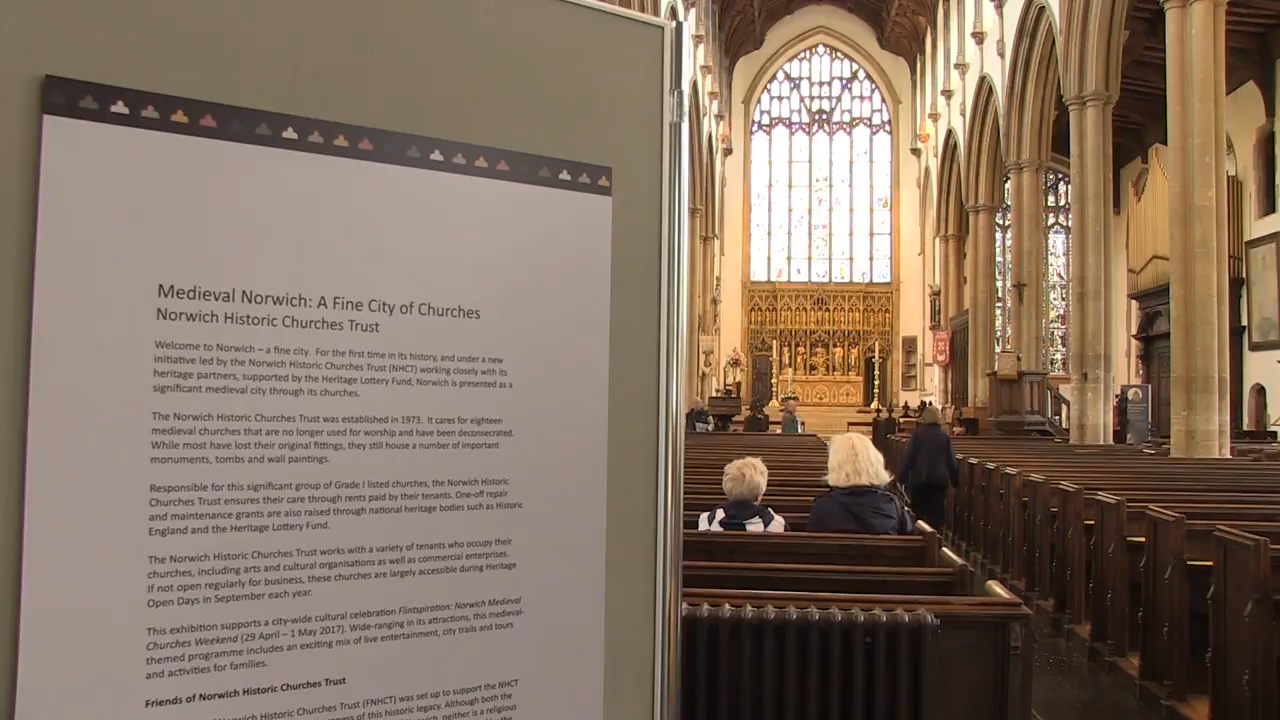 Medieval Norwich: A Fine City of Churches
Norwich Historic Churches Trust
Welcome to Norwich – a fine city. For the first time in its history, and under a new
initiative led by the Norwich Historic Churches Trust (NHCT) working closely with its
heritage partners, supported by the Heritage Lottery Fund, Norwich is presented as a
significant medieval city through its churches.
The Norwich Historic Churches Trust was established in 1973. It cares for eighteen
medieval churches that are no longer used for worship and have been deconsecrated.
While most have lost their original fittings, they still house a number of important
monuments, tombs and wall paintings.
Responsible for this significant group of Grade I listed churches, the Norwich Historic
Churches Trust ensures their care through rents paid by their tenants. One-off repair
and maintenance grants are also raised through national heritage bodies such as Historic
England and the Heritage Lottery Fund.
The Norwich Historic Churches Trust works with a variety of tenants who occupy their
churches, including arts and cultural organisations as well as commercial enterprises.
If not open regularly for business, these churches are largely accessible during Heritage
Open Days in September each year.
This exhibition supports a city-wide cultural celebration Flintspiration: Norwich Medieval
Churches Weekend (29 April – 1 May 2017). Wide-ranging in its attractions, this medieval-
themed programme includes an exciting mix of live entertainment, city trails and tours
and activities for families.
Friends of Norwich Historic Churches Trust
Norwich Historic Churches Trust (FNHCT) was set up to support the NHCT
of this historic legacy. Although both the
neither is a religious